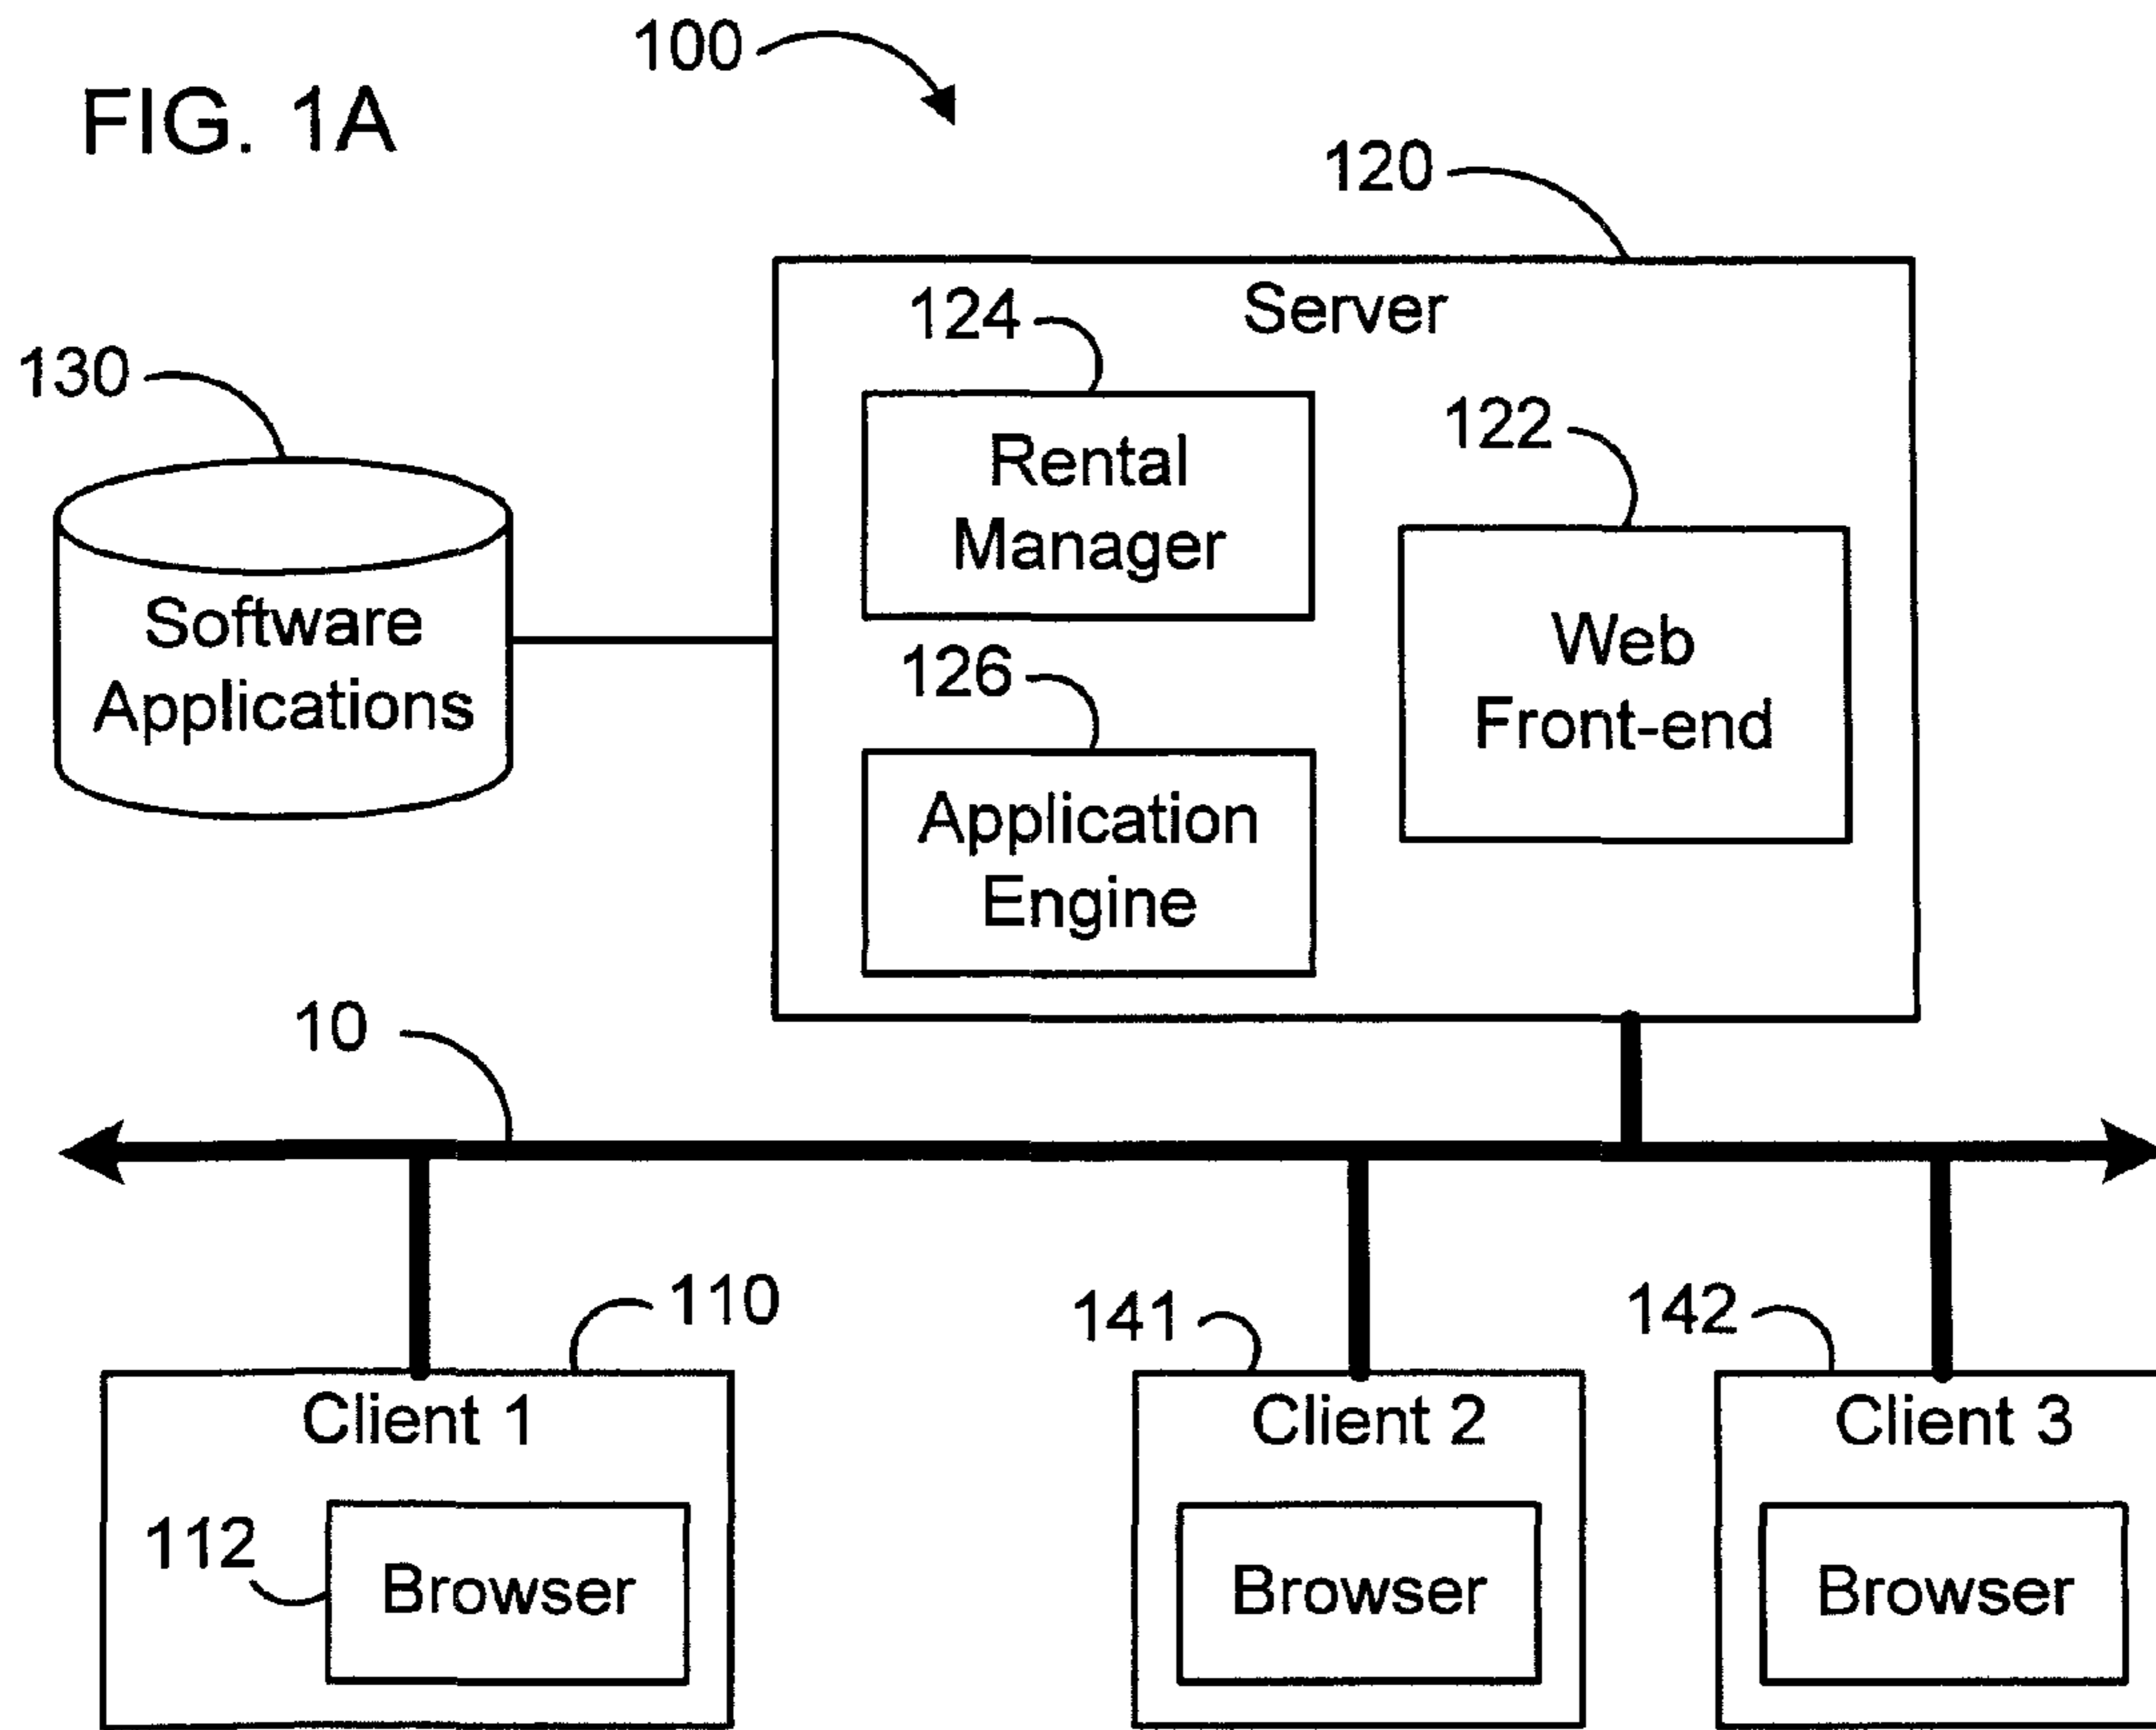 FIG. 1A
100
120
Server
124
130
Rental
Manager
122
Software
Applications
Web
Front-end
126
Application
Engine
10
110
141
142
Client 1
Client 2
Client 3
112
Browser
Browser
Browser